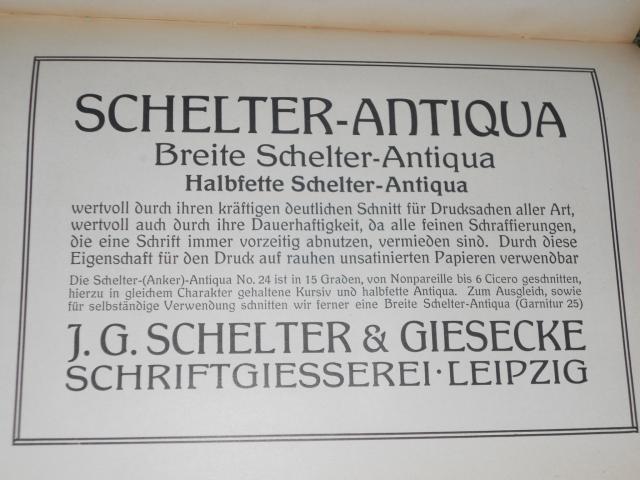 SCHELTER-ANTIQUA
Breite Schelter-Antiqua
Halbfette Schelter-Antiqua
wertvoll durch ihren kräftigen deutlichen Schnitt für Drucksachen aller Art,
wertvoll auch durch ihre Dauerhaftigkeit, da alle feinen Schraffierungen,
die eine Schrift immer vorzeitig abnutzen, vermieden sind. Durch diese
Eigenschaft für den Druck auf rauhen unsatinierten Papieren verwendbar
Die Schelter-(Anker)-Antiqua No. 24 ist in 15 Graden, von Nonpareille bis 6 Cicero geschnitten,
hierzu in gleichem Charakter gehaltene Kursiv und halbfette Antiqua. Zum Ausgleich, sowie
für selbständige Verwendung schnitten wir ferner eine Breite Schelter-Antiqua (Garnitur 25)
J. G. SCHELTER & GIESECKE
SCHRIFTGIESSEREI · LEIPZIG